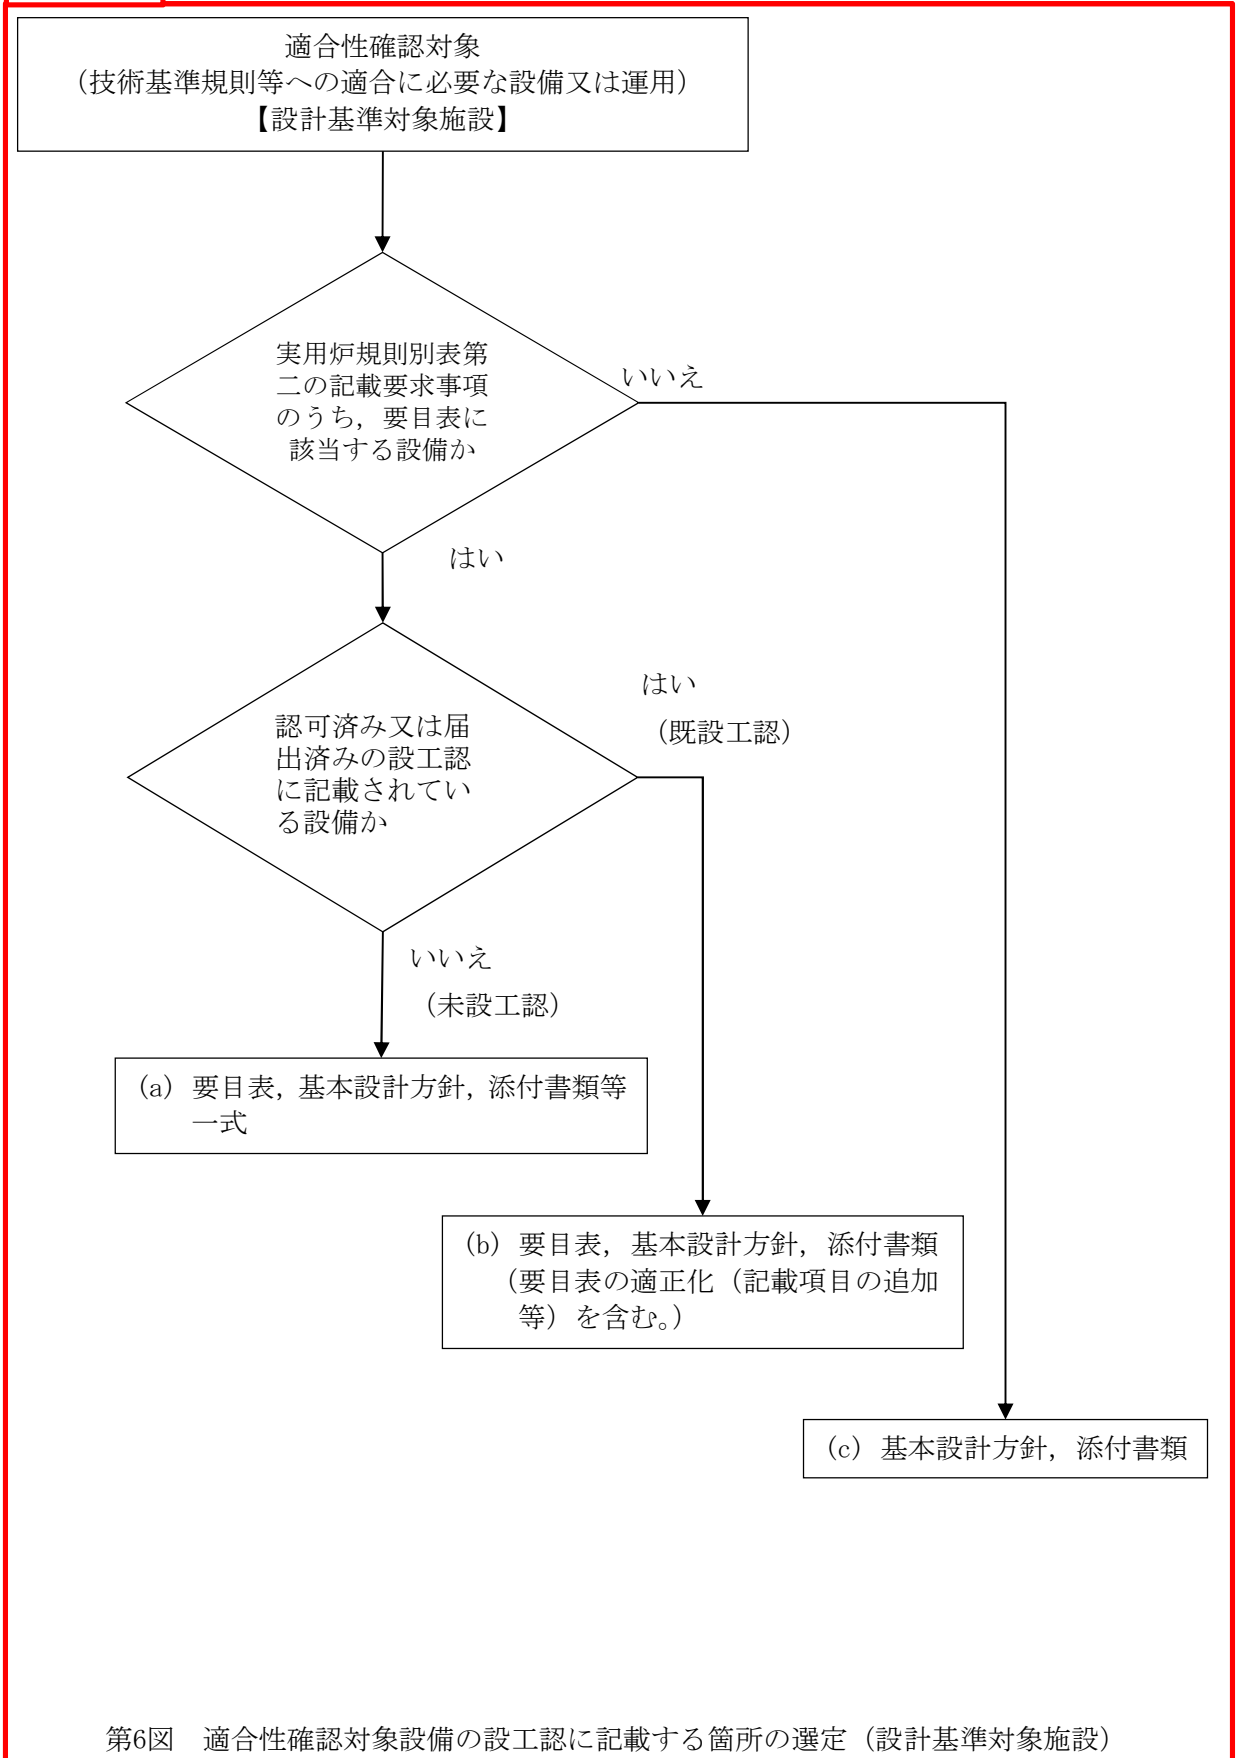 適合性確認対象
(技術基準規則等への適合に必要な設備又は運用)
【設計基準対象施設】
実用炉規則別表第
二の記載要求事項
のうち，要目表に
該当する設備か
いいえ
はい
認可済み又は届
出済みの設工認
に記載されてい
る設備か
はい
(既設工認)
いいえ
(未設工認)
(a) 要目表，基本設計方針，添付書類等
一式
(b) 要目表，基本設計方針，添付書類
(要目表の適正化（記載項目の追加
等）を含む。)
(c) 基本設計方針，添付書類
第6図　適合性確認対象設備の設工認に記載する箇所の選定（設計基準対象施設）